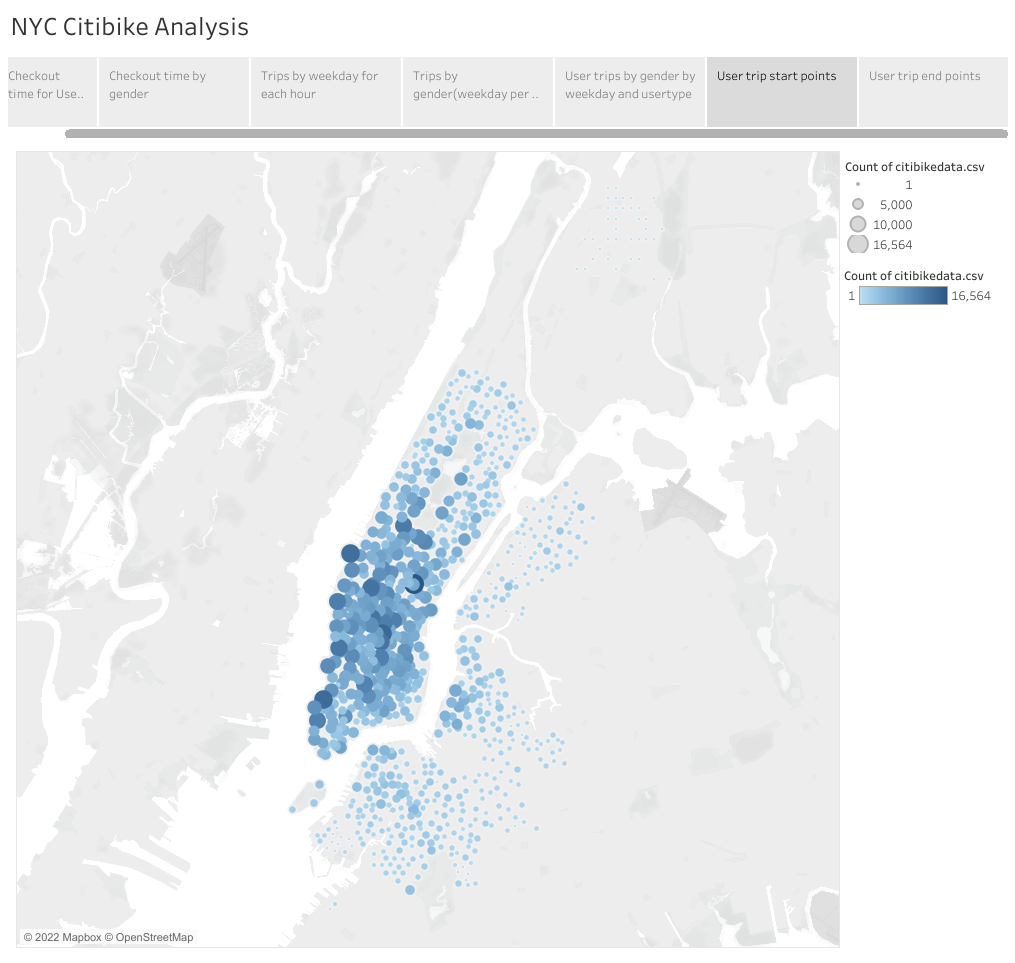 NYC Citibike Analysis
Checkout
time for Use..
Checkout time by
gender
Trips by weekday for
each hour
Trips by
gender(weekday per ..
User trips by gender by
weekday and usertype
User trip start points
User trip end points
Count of citibikedata.csv
1
5,000
10,000
16,564
Count of citibikedata.csv
1 16,564
© 2022 Mapbox © OpenStreetMap